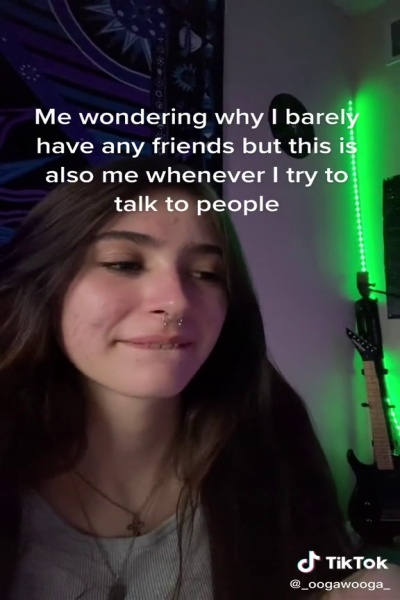 Me wondering why I barely
have any friends but this is
also me whenever I try to
talk to people
TikTok
@_oogawooga_